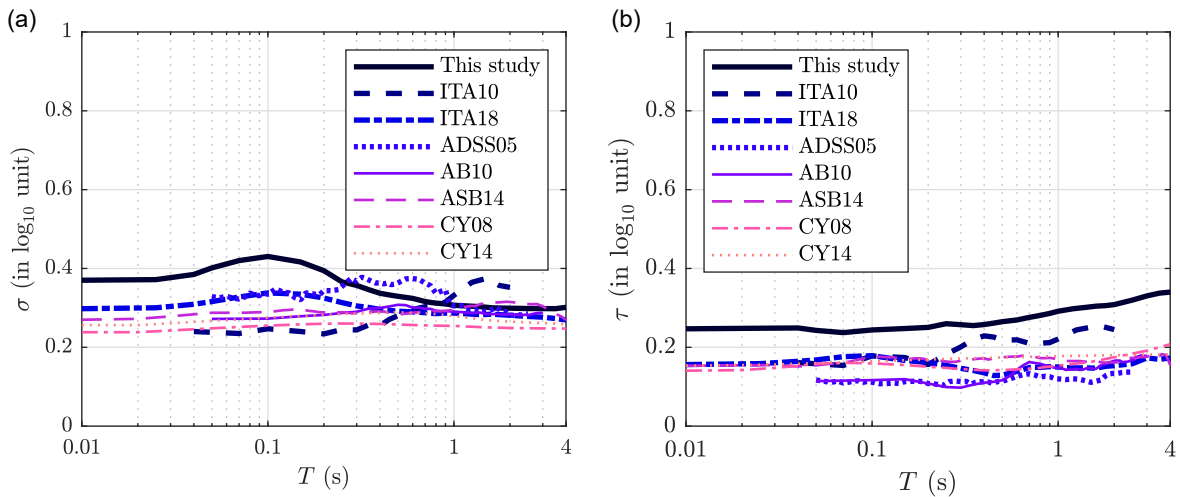 (a)
1
0.8
0.6
0.4
0.2
0
σ (in log10 unit)
0.01
0.1
1
4
T (s)
This study
ITA10
ITA18
ADSS05
AB10
ASB14
CY08
CY14
(b)
1
0.8
0.6
0.4
0.2
0
τ (in log10 unit)
0.01
0.1
1
4
T (s)
This study
ITA10
ITA18
ADSS05
AB10
ASB14
CY08
CY14